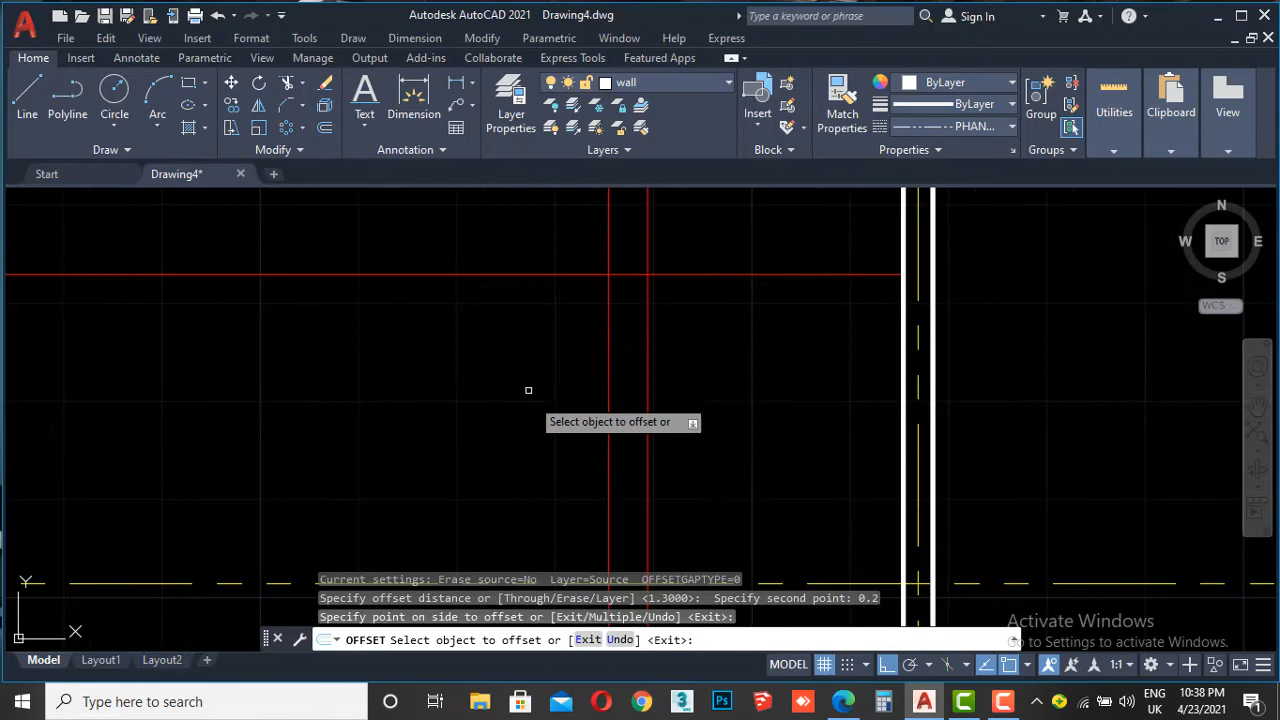 Autodesk AutoCAD 2021 Drawing4.dwg
Type a keyword or phrase
Sign In
File Edit View Insert Format Tools Draw Dimension Modify Parametric Window Help Express
Home Insert Annotate Parametric View Manage Output Add-ins Collaborate Express Tools Featured Apps
wall
ByLayer
ByLayer
PHAN...
Line Polyline Circle Arc
Text Dimension
Layer Properties
Insert
Match Properties
Group
Utilities
Clipboard
View
Draw Modify Annotation Layers Block Properties Groups
Start Drawing4*
N
W TOP E
S
WCS
Select object to offset or
Y
X
Current settings: Erase source=No Layer=Source OFFSETGAPTYPE=0
Specify offset distance or [Through/Erase/Layer] <1.3000>: Specify second point: 0.2
Specify point on side to offset or [Exit/Multiple/Undo] <Exit>:
OFFSET Select object to offset or [Exit Undo] <Exit>:
Activate Windows
Go to Settings to activate Windows.
Model Layout1 Layout2 +
MODEL
1:1
Type here to search
ENG
UK
10:38 PM
4/23/2021
1